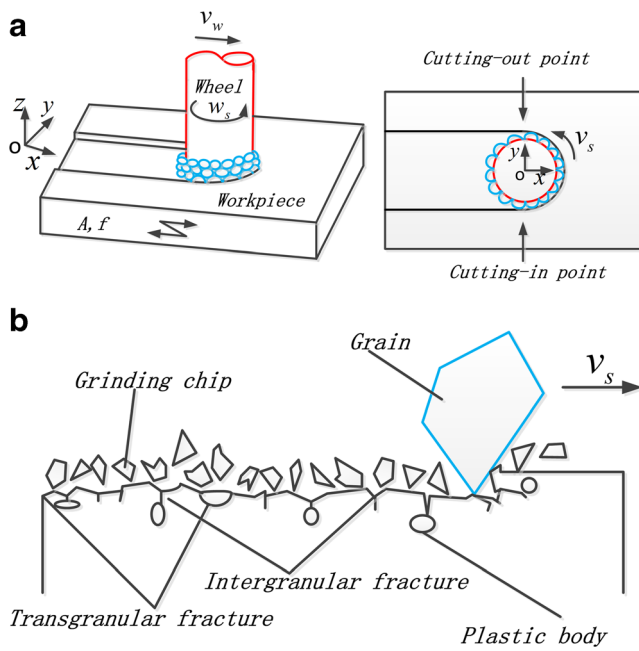 a
v_w
Wheel
w_s
z
y
o
x
Workpiece
A,f
Cutting-out point
v_s
y
o
x
Cutting-in point
b
Grain
v_s
Grinding chip
Intergranular fracture
Transgranular fracture
Plastic body